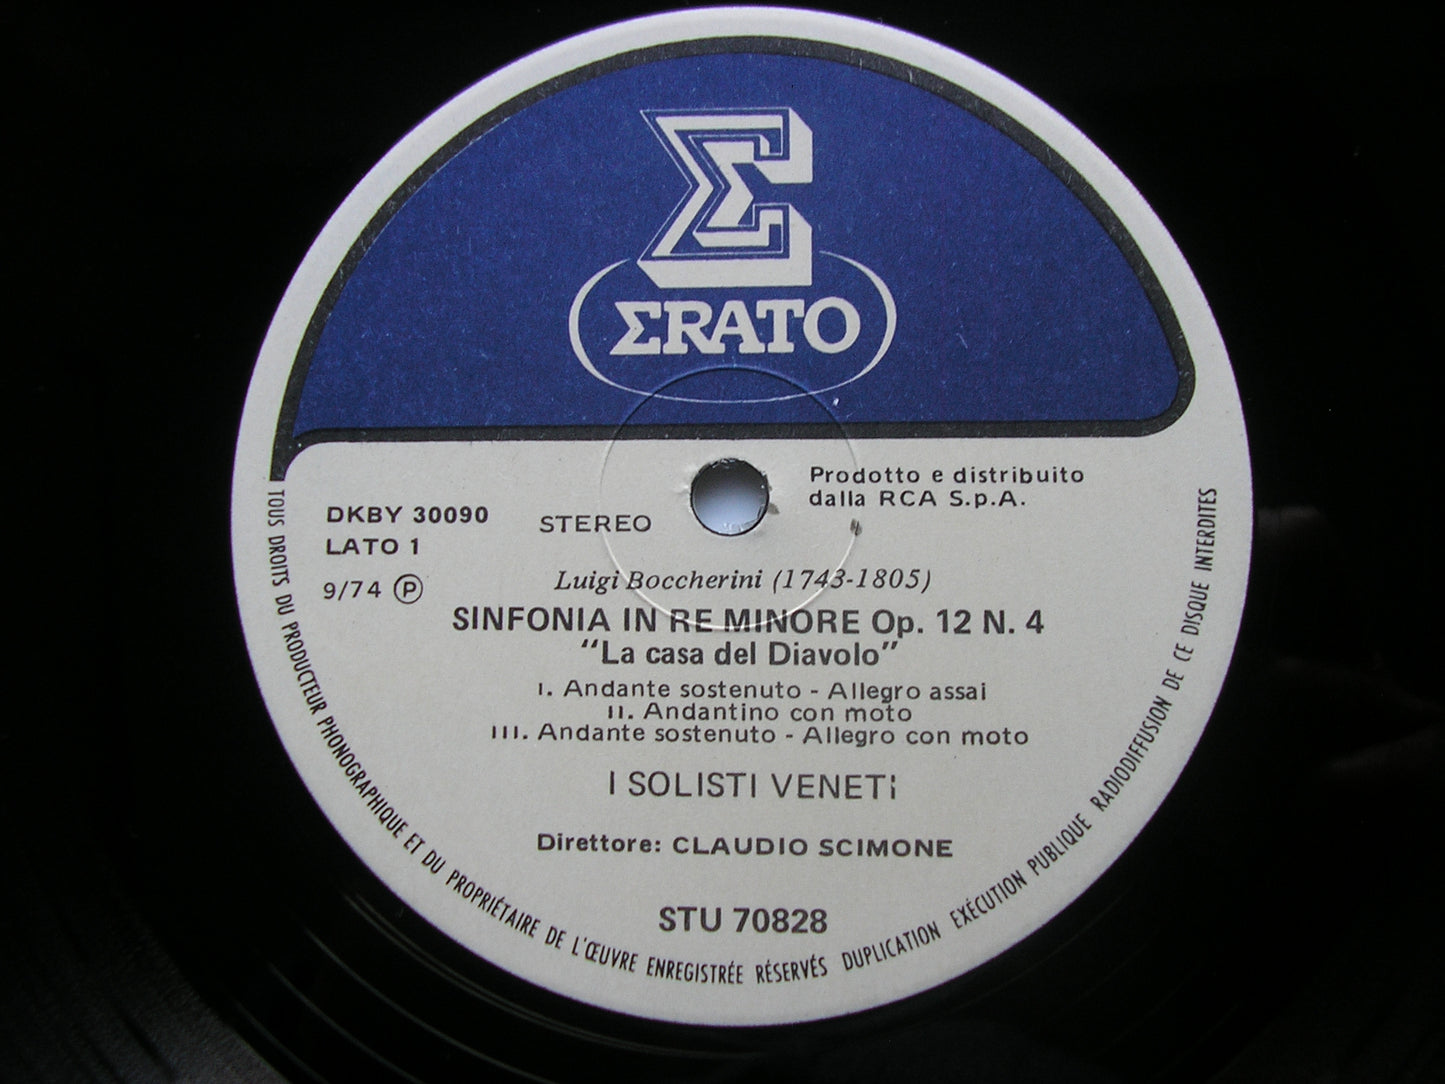 ΣRATO
Prodotto e distribuito
dalla RCA S.p.A.
DKBY 30090
STEREO
LATO 1
9/74 Ⓟ
Luigi Boccherini (1743-1805)
SINFONIA IN RE MINORE Op. 12 N. 4
"La casa del Diavolo"
I. Andante sostenuto - Allegro assai
II. Andantino con moto
III. Andante sostenuto - Allegro con moto
I SOLISTI VENETi
Direttore: CLAUDIO SCIMONE
STU 70828
TOUS DROITS DU PRODUCTEUR PHONOGRAPHIQUE ET DU PROPRIÉTAIRE DE L'ŒUVRE ENREGISTRÉE RÉSERVÉS DUPLICATION EXÉCUTION PUBLIQUE RADIODIFFUSION DE CE DISQUE INTERDITES